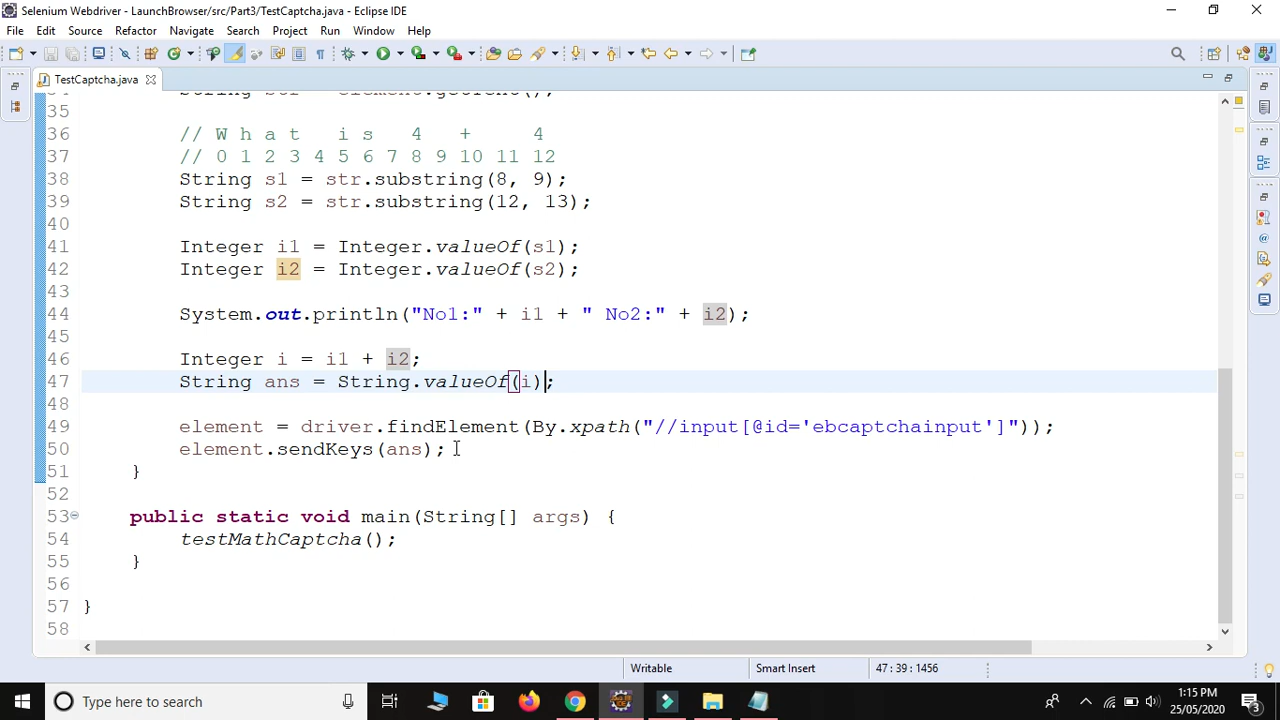 Selenium Webdriver - LaunchBrowser/src/Part3/TestCaptcha.java - Eclipse IDE
File Edit Source Refactor Navigate Search Project Run Window Help
TestCaptcha.java
35
36 // W h a t i s 4 + 4
37 // 0 1 2 3 4 5 6 7 8 9 10 11 12
38 String s1 = str.substring(8, 9);
39 String s2 = str.substring(12, 13);
40
41 Integer i1 = Integer.valueOf(s1);
42 Integer i2 = Integer.valueOf(s2);
43
44 System.out.println("No1:" + i1 + " No2:" + i2);
45
46 Integer i = i1 + i2;
47 String ans = String.valueOf(i);
48
49 element = driver.findElement(By.xpath("//input[@id='ebcaptchainput']"));
50 element.sendKeys(ans);
51 }
52
53 public static void main(String[] args) {
54 testMathCaptcha();
55 }
56
57 }
58
Writable Smart Insert 47 : 39 : 1456
Type here to search
1:15 PM
25/05/2020
3